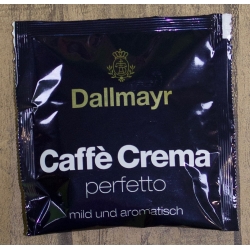 Dallmayr
Caffè Crema
perfetto
mild und aromatisch